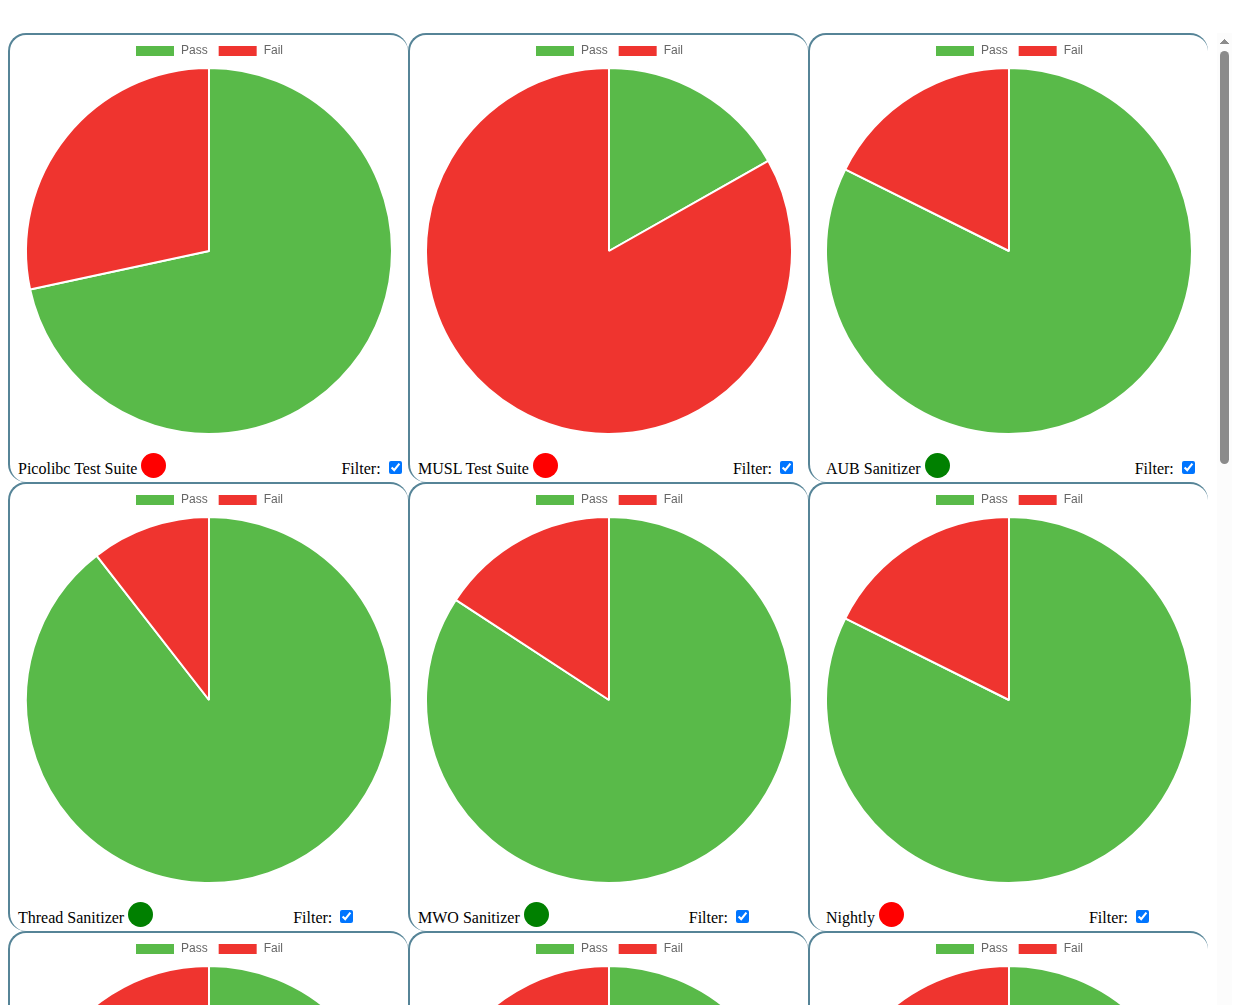 Pass Fail
Pass Fail
Pass Fail
Picolibc Test Suite Filter:
MUSL Test Suite Filter:
AUB Sanitizer Filter:
Pass Fail
Pass Fail
Pass Fail
Thread Sanitizer Filter:
MWO Sanitizer Filter:
Nightly Filter:
Pass Fail
Pass Fail
Pass Fail